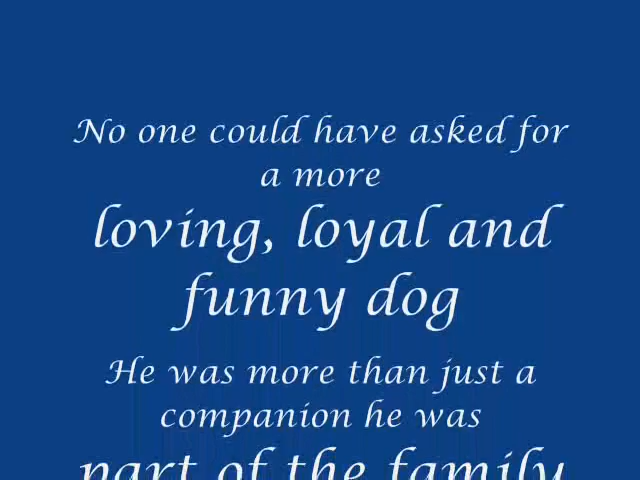 No one could have asked for
a more
loving, loyal and
funny dog
He was more than just a
companion he was
part of the family